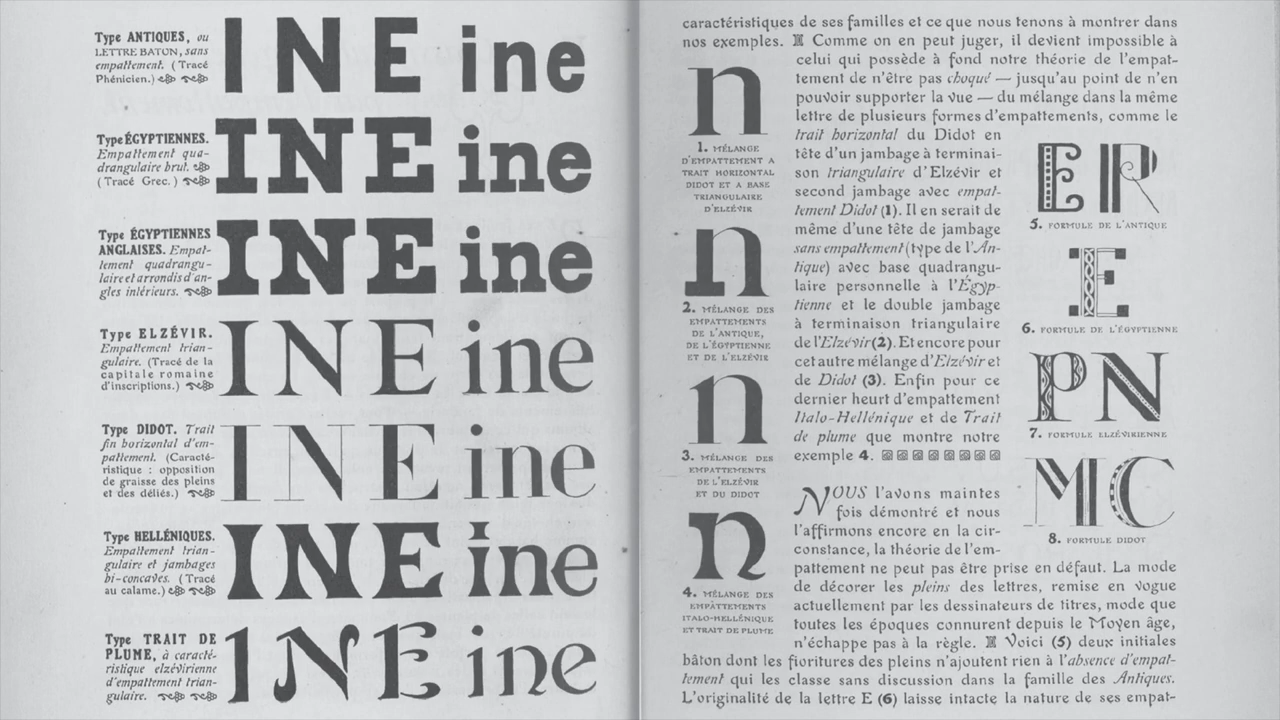 Type ANTIQUES, ou
LETTRE BATON, sans
empattement. (Tracé
Phénicien.)
INE ine
Type ÉGYPTIENNES.
Empattement qua-
drangulaire brut.
(Tracé Grec.)
INE ine
Type ÉGYPTIENNES
ANGLAISES. Empat-
tement quadrangu-
laire et arrondis d'an-
gles intérieurs.
INE ine
Type ELZÉVIR.
Empattement trian-
gulaire. (Tracé de la
capitale romaine
d'inscriptions.)
INE ine
Type DIDOT. Trait
fin horizontal d'em-
pattement. (Caracté-
ristique : opposition
de graisse des pleins
et des déliés.)
INE ine
Type HELLÉNIQUES.
Empattement trian-
gulaire et jambages
bi-concaves. (Tracé
au calame.)
INE ine
Type TRAIT DE
PLUME, à caracté-
ristique elzévirienne
d'empattement trian-
gulaire.
INE ine
caractéristiques de ses familles et ce que nous tenons à montrer dans
nos exemples. Comme on en peut juger, il devient impossible à
celui qui possède à fond notre théorie de l'empat-
tement de n'être pas choqué — jusqu'au point de n'en
pouvoir supporter la vue — du mélange dans la même
lettre de plusieurs formes d'empattements, comme le
trait horizontal du Didot en
tête d'un jambage à terminai-
son triangulaire d'Elzévir et
second jambage avec empat-
tement Didot (1). Il en serait de
même d'une tête de jambage
sans empattement (type de l'An-
tique) avec base quadrangu-
laire personnelle à l'Égyp-
tienne et le double jambage
à terminaison triangulaire
de l'Elzévir (2). Et encore pour
cet autre mélange d'Elzévir et
de Didot (3). Enfin pour ce
dernier heurt d'empattement
Italo-Hellénique et de Trait
de plume que montre notre
exemple 4.
n
1. MÉLANGE
D'EMPATTEMENT A
TRAIT HORIZONTAL
DIDOT ET A BASE
TRIANGULAIRE
D'ELZÉVIR
n
2. MÉLANGE DES
EMPATTEMENTS
DE L'ANTIQUE,
DE L'ÉGYPTIENNE
ET DE L'ELZÉVIR
n
3. MÉLANGE DES
EMPATTEMENTS
DE L'ELZÉVIR
ET DU DIDOT
n
4. MÉLANGE DES
EMPATTEMENTS
ITALO-HELLÉNIQUE
ET TRAIT DE PLUME
ER
5. FORMULE DE L'ANTIQUE
E
6. FORMULE DE L'ÉGYPTIENNE
PN
7. FORMULE ELZÉVIRIENNE
MC
8. FORMULE DIDOT
NOUS l'avons maintes
fois démontré et nous
l'affirmons encore en la cir-
constance, la théorie de l'em-
pattement ne peut pas être prise en défaut. La mode
de décorer les pleins des lettres, remise en vogue
actuellement par les dessinateurs de titres, mode que
toutes les époques connurent depuis le Moyen âge,
n'échappe pas à la règle. Voici (5) deux initiales
bâton dont les fioritures des pleins n'ajoutent rien à l'absence d'empat-
tement qui les classe sans discussion dans la famille des Antiques.
L'originalité de la lettre E (6) laisse intacte la nature de ses empat-